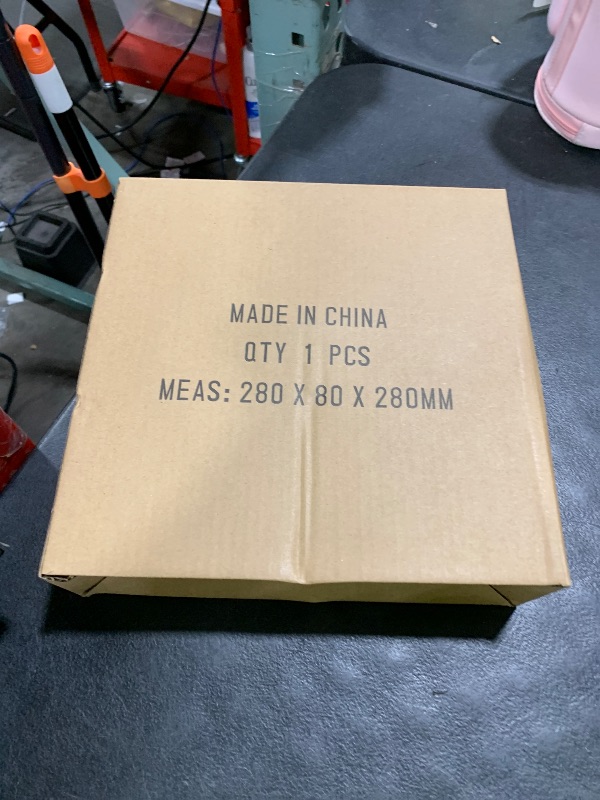 MADE IN CHINA
QTY 1 PCS
MEAS: 280 X 80 X 280MM